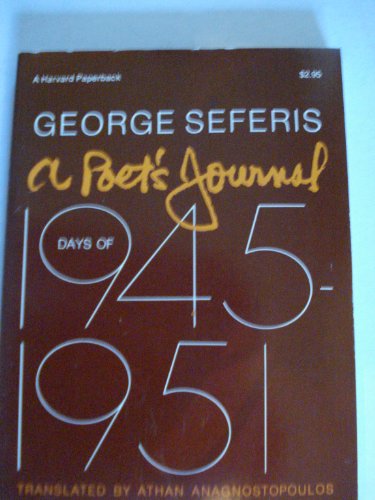 A Harvard Paperback $2.95
GEORGE SEFERIS
A Poet's Journal
DAYS OF
1945-
1951
TRANSLATED BY ATHAN ANAGNOSTOPOULOS